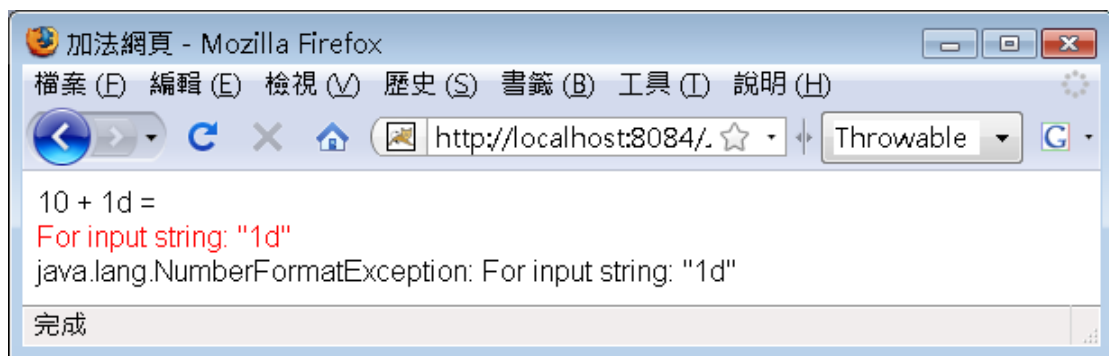 加法網頁 - Mozilla Firefox
檔案 (F) 編輯 (E) 檢視 (V) 歷史 (S) 書籤 (B) 工具 (T) 說明 (H)
http://localhost:8084/. Throwable G
10 + 1d =
For input string: "1d"
java.lang.NumberFormatException: For input string: "1d"
完成